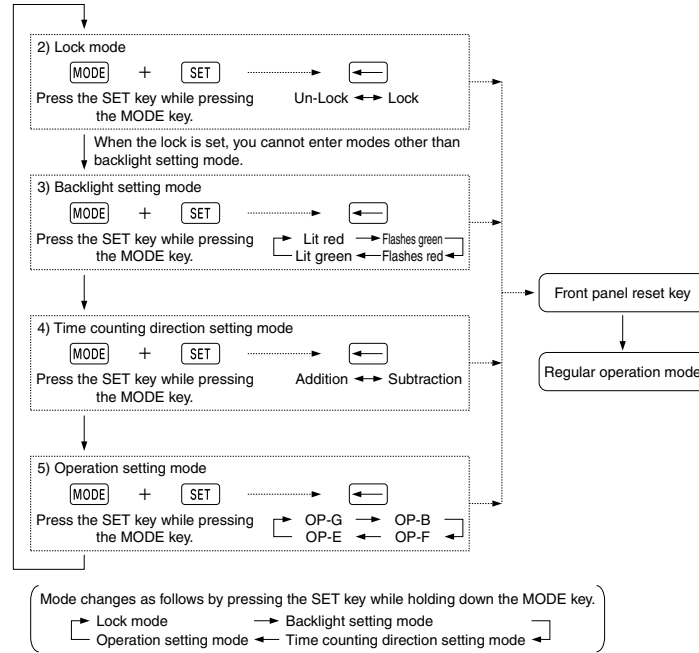 2) Lock mode
MODE + SET ←
Press the SET key while pressing
the MODE key.
Un-Lock ↔ Lock
When the lock is set, you cannot enter modes other than
backlight setting mode.
3) Backlight setting mode
MODE + SET ←
Press the SET key while pressing
the MODE key.
Lit red → Flashes green
Lit green ← Flashes red
4) Time counting direction setting mode
MODE + SET ←
Press the SET key while pressing
the MODE key.
Addition ↔ Subtraction
5) Operation setting mode
MODE + SET ←
Press the SET key while pressing
the MODE key.
OP-G → OP-B
OP-E ← OP-F
Front panel reset key
Regular operation mode
Mode changes as follows by pressing the SET key while holding down the MODE key.
Lock mode → Backlight setting mode
Operation setting mode ← Time counting direction setting mode